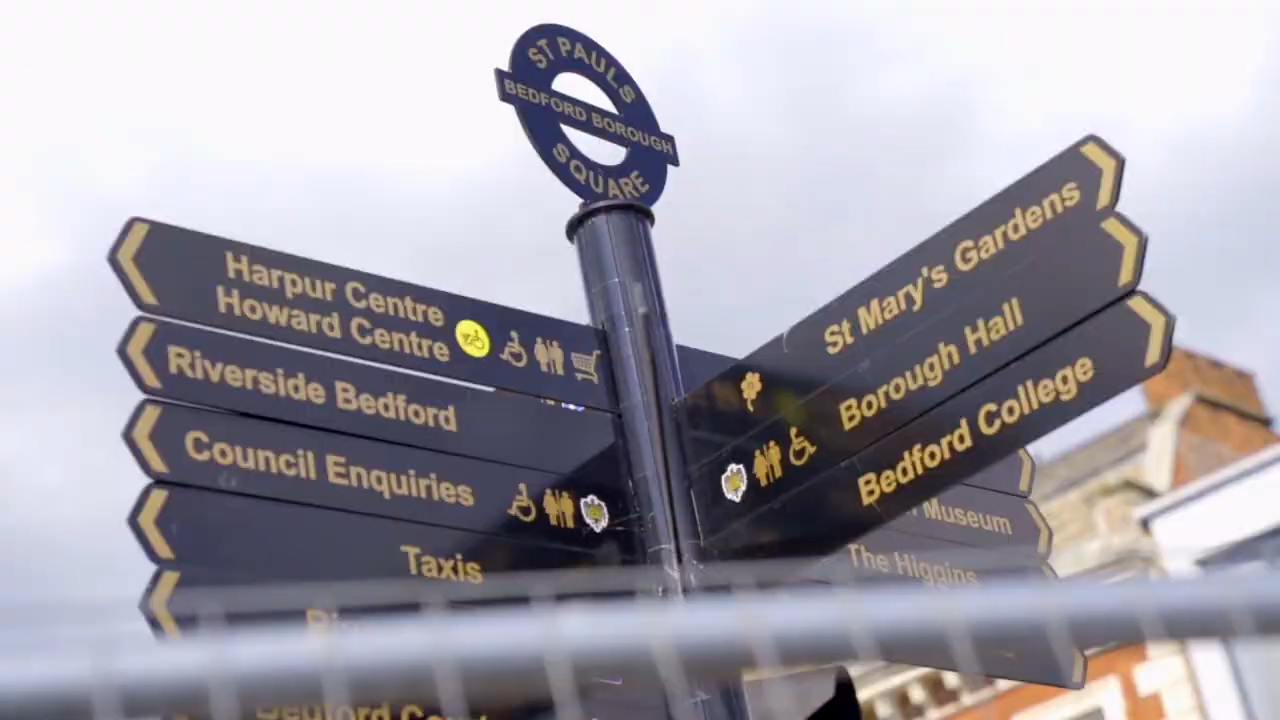 ST PAULS
BEDFORD BOROUGH
SQUARE
Harpur Centre
Howard Centre
Riverside Bedford
Council Enquiries
Taxis
St Mary's Gardens
Borough Hall
Bedford College
Museum
The Higgins
Bedford